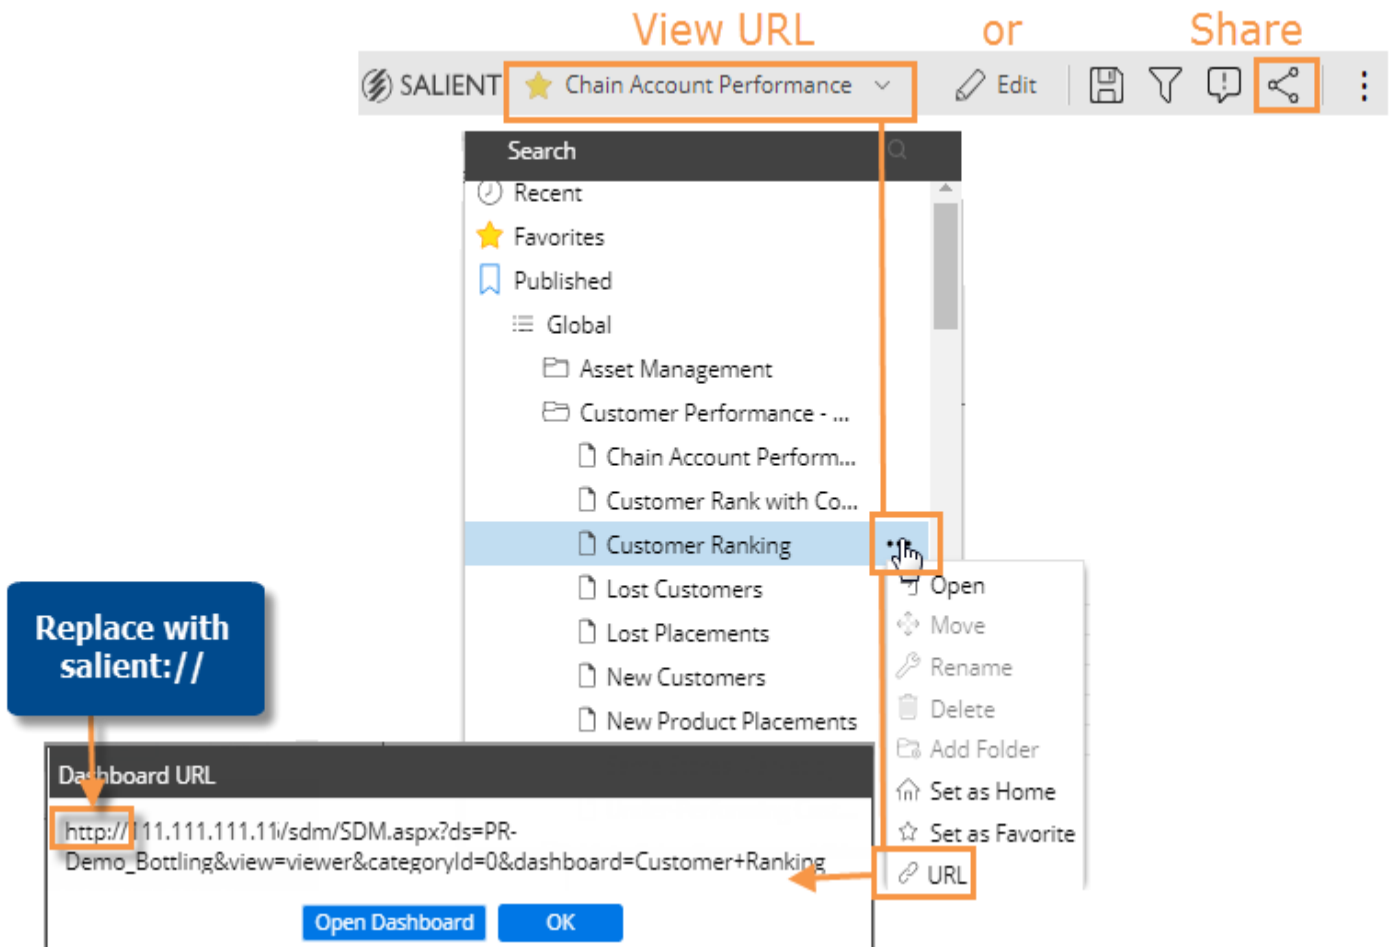 View URL or Share
SALIENT Chain Account Performance Edit
Search
Recent
Favorites
Published
Global
Asset Management
Customer Performance - ...
Chain Account Perform...
Customer Rank with Co...
Customer Ranking
Lost Customers
Lost Placements
New Customers
New Product Placements
Open
Move
Rename
Delete
Add Folder
Set as Home
Set as Favorite
URL
Replace with
salient://
Dashboard URL
http://111.111.111.11/sdm/SDM.aspx?ds=PR-
Demo_Bottling&view=viewer&categoryId=0&dashboard=Customer+Ranking
Open Dashboard OK